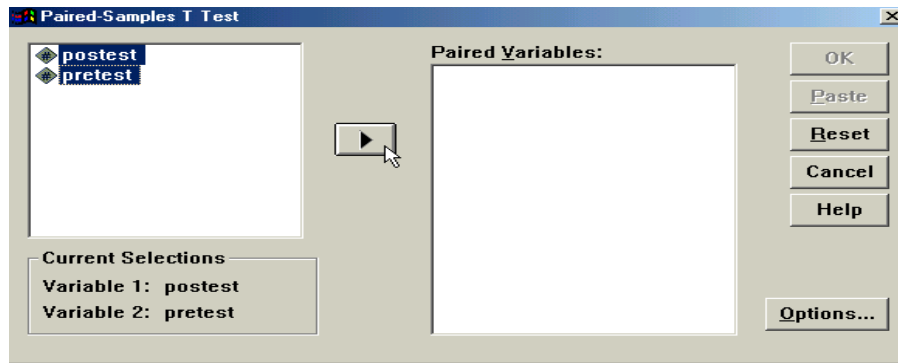 Paired-Samples T Test
postest
pretest
Paired Variables:
OK
Paste
Reset
Cancel
Help
Current Selections
Variable 1: postest
Variable 2: pretest
Options...